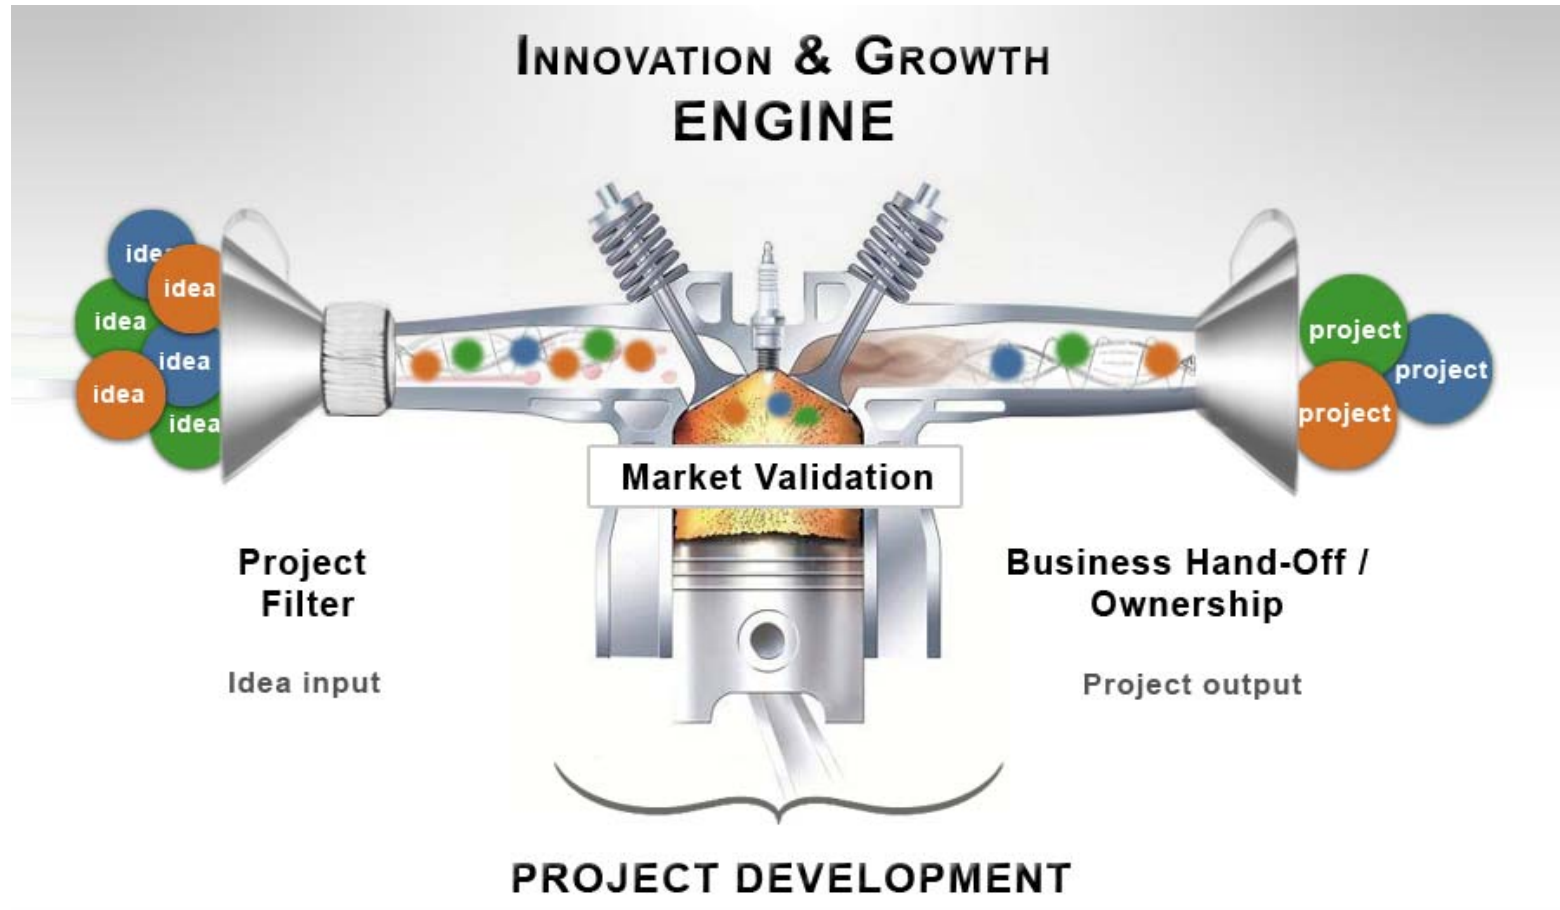 INNOVATION & GROWTH
ENGINE
idea
idea
idea
idea
idea
idea
project
project
project
Market Validation
Project
Filter
Idea input
Business Hand-Off /
Ownership
Project output
PROJECT DEVELOPMENT